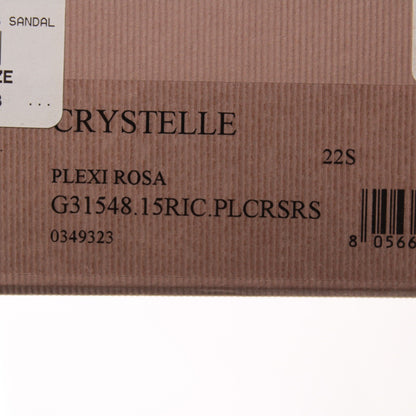 SANDAL
ZE
...
CRYSTELLE
22S
PLEXI ROSA
G31548.15RIC.PLCRSRS
0349323
8 0566